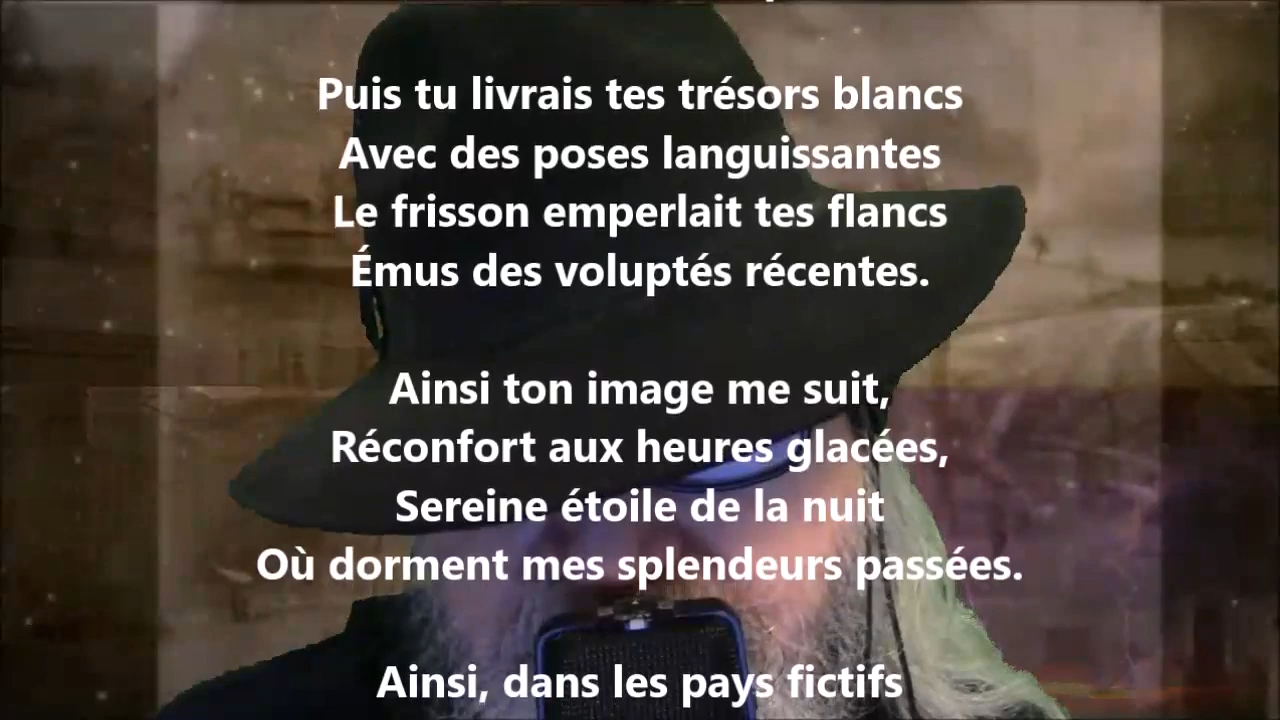 Puis tu livrais tes trésors blancs
Avec des poses languissantes
Le frisson emperlait tes flancs
Émus des voluptés récentes.
Ainsi ton image me suit,
Réconfort aux heures glacées,
Sereine étoile de la nuit
Où dorment mes splendeurs passées.
Ainsi, dans les pays fictifs